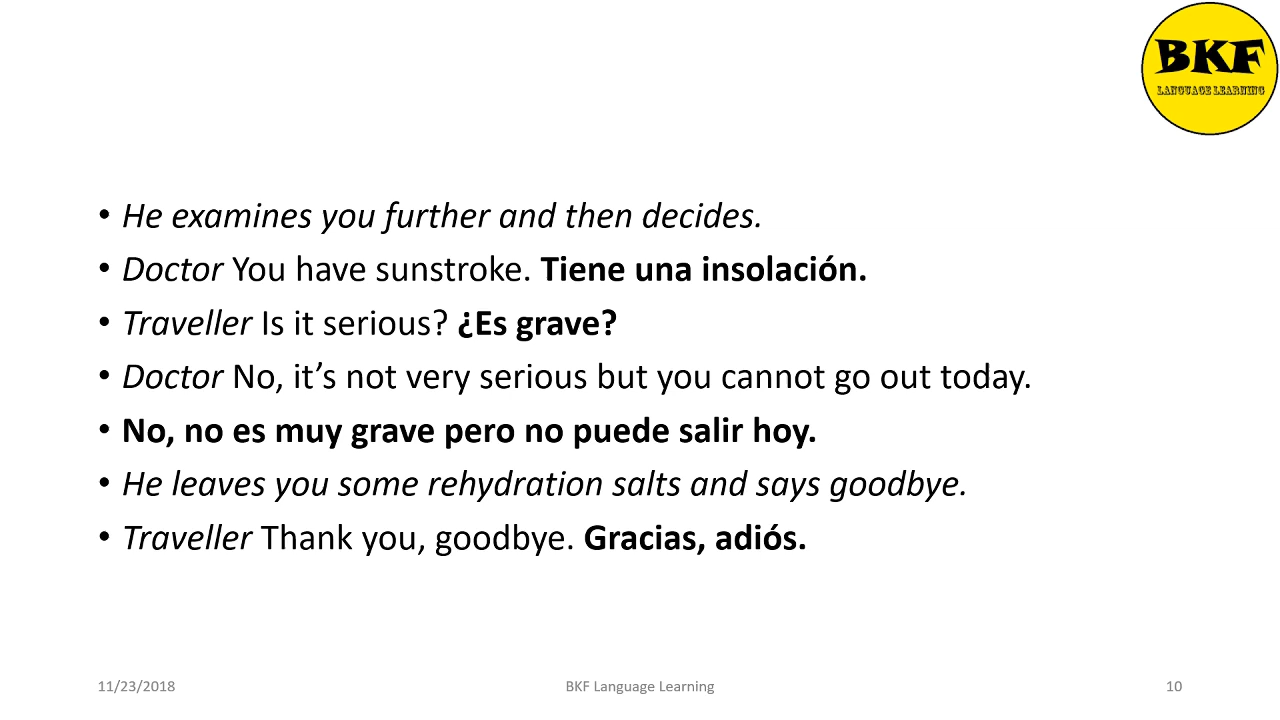 BKF
LANGUAGE LEARNING
• He examines you further and then decides.
• Doctor You have sunstroke. Tiene una insolación.
• Traveller Is it serious? ¿Es grave?
• Doctor No, it’s not very serious but you cannot go out today.
• No, no es muy grave pero no puede salir hoy.
• He leaves you some rehydration salts and says goodbye.
• Traveller Thank you, goodbye. Gracias, adiós.
11/23/2018
BKF Language Learning
10